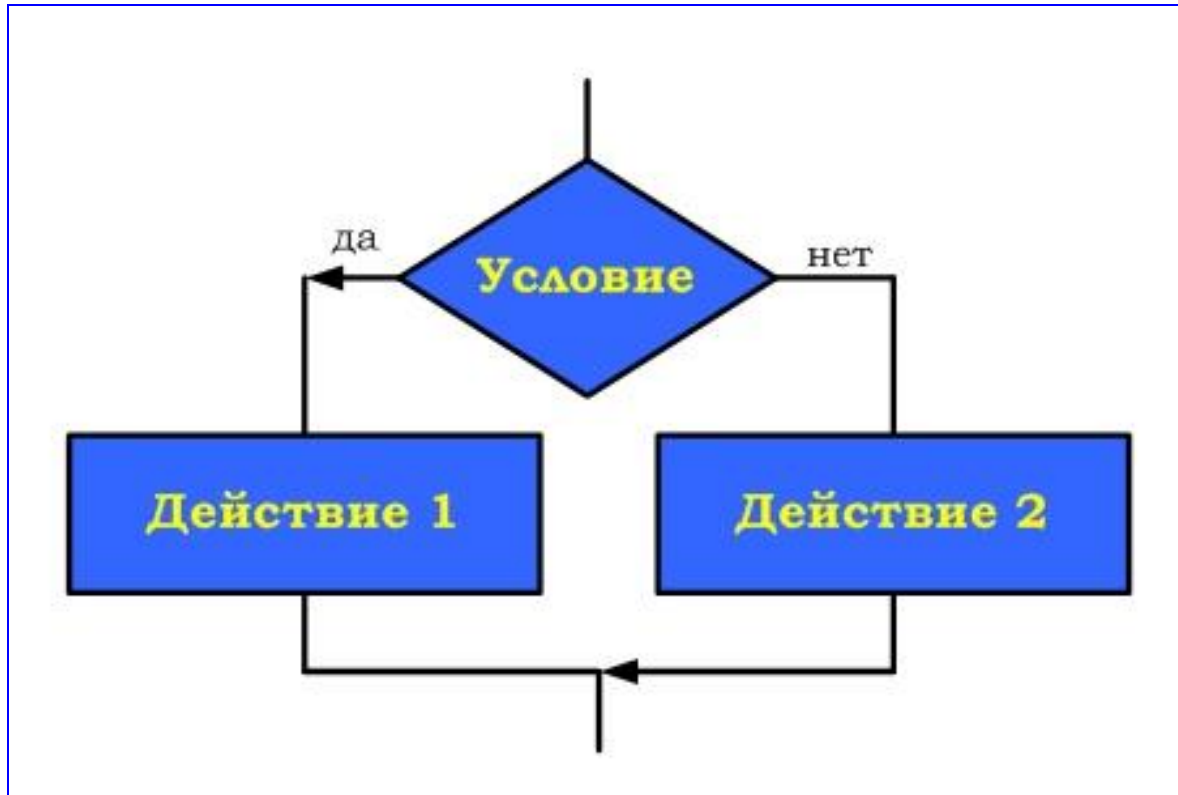 да
нет
Условие
Действие 1
Действие 2